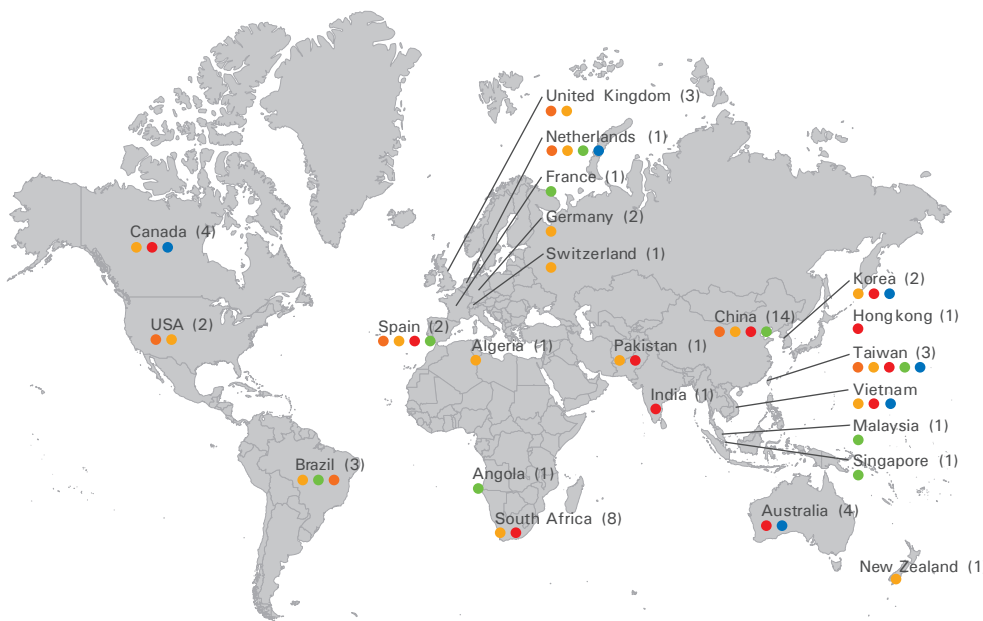 United Kingdom (3)
Netherlands (1)
France (1)
Germany (2)
Switzerland (1)
Canada (4)
USA (2)
Spain (2)
Algeria (1)
Pakistan (1)
India (1)
China (14)
Korea (2)
Hongkong (1)
Taiwan (3)
Vietnam
Malaysia (1)
Singapore (1)
Brazil (3)
Angola (1)
South Africa (8)
Australia (4)
New Zealand (1